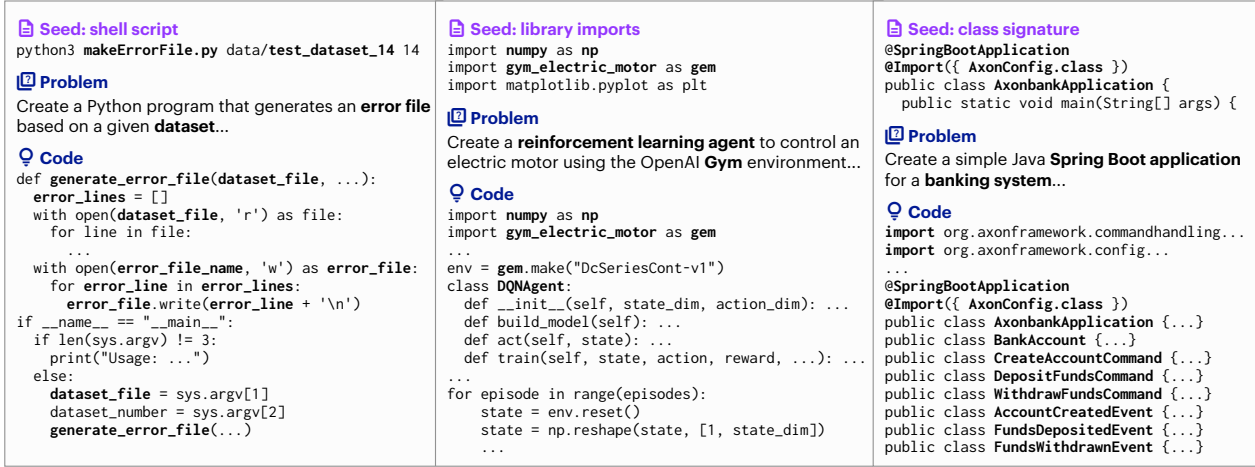 Seed: shell script
python3 makeErrorFile.py data/test_dataset_14 14
Problem
Create a Python program that generates an error file
based on a given dataset...
Code
def generate_error_file(dataset_file, ...):
  error_lines = []
  with open(dataset_file, 'r') as file:
    for line in file:
      ...
  with open(error_file_name, 'w') as error_file:
    for error_line in error_lines:
      error_file.write(error_line + '\n')
if __name__ == "__main__":
  if len(sys.argv) != 3:
    print("Usage: ...")
  else:
    dataset_file = sys.argv[1]
    dataset_number = sys.argv[2]
    generate_error_file(...)
Seed: library imports
import numpy as np
import gym_electric_motor as gem
import matplotlib.pyplot as plt
Problem
Create a reinforcement learning agent to control an
electric motor using the OpenAI Gym environment...
Code
import numpy as np
import gym_electric_motor as gem
...
env = gem.make("DcSeriesCont-v1")
class DQNAgent:
  def __init__(self, state_dim, action_dim): ...
  def build_model(self): ...
  def act(self, state): ...
  def train(self, state, action, reward, ...): ...
...
for episode in range(episodes):
    state = env.reset()
    state = np.reshape(state, [1, state_dim])
    ...
Seed: class signature
@SpringBootApplication
@Import({ AxonConfig.class })
public class AxonbankApplication {
  public static void main(String[] args) {
Problem
Create a simple Java Spring Boot application
for a banking system...
Code
import org.axonframework.commandhandling...
import org.axonframework.config...
...
@SpringBootApplication
@Import({ AxonConfig.class })
public class AxonbankApplication {...}
public class BankAccount {...}
public class CreateAccountCommand {...}
public class DepositFundsCommand {...}
public class WithdrawFundsCommand {...}
public class AccountCreatedEvent {...}
public class FundsDepositedEvent {...}
public class FundsWithdrawnEvent {...}